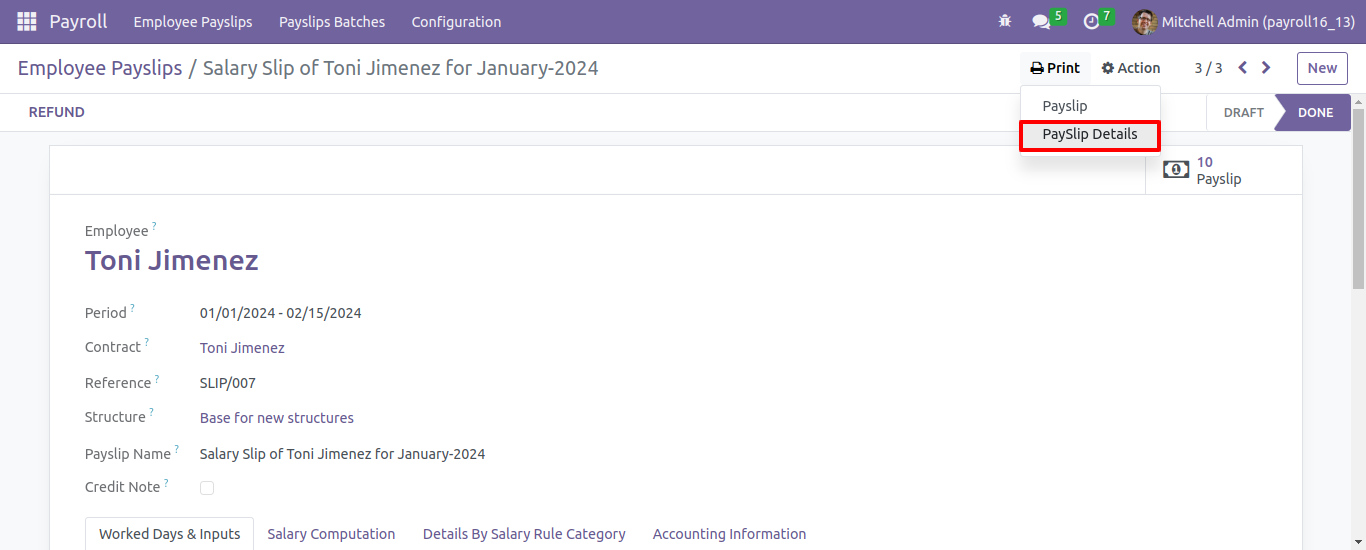 Payroll Employee Payslips Payslips Batches Configuration 5 7 Mitchell Admin (payroll16_13)
Employee Payslips / Salary Slip of Toni Jimenez for January-2024 Print Action 3 / 3 New
REFUND DRAFT DONE
Payslip
PaySlip Details
10
Payslip
Employee ?
Toni Jimenez
Period ? 01/01/2024 - 02/15/2024
Contract ? Toni Jimenez
Reference ? SLIP/007
Structure ? Base for new structures
Payslip Name ? Salary Slip of Toni Jimenez for January-2024
Credit Note ?
Worked Days & Inputs Salary Computation Details By Salary Rule Category Accounting Information